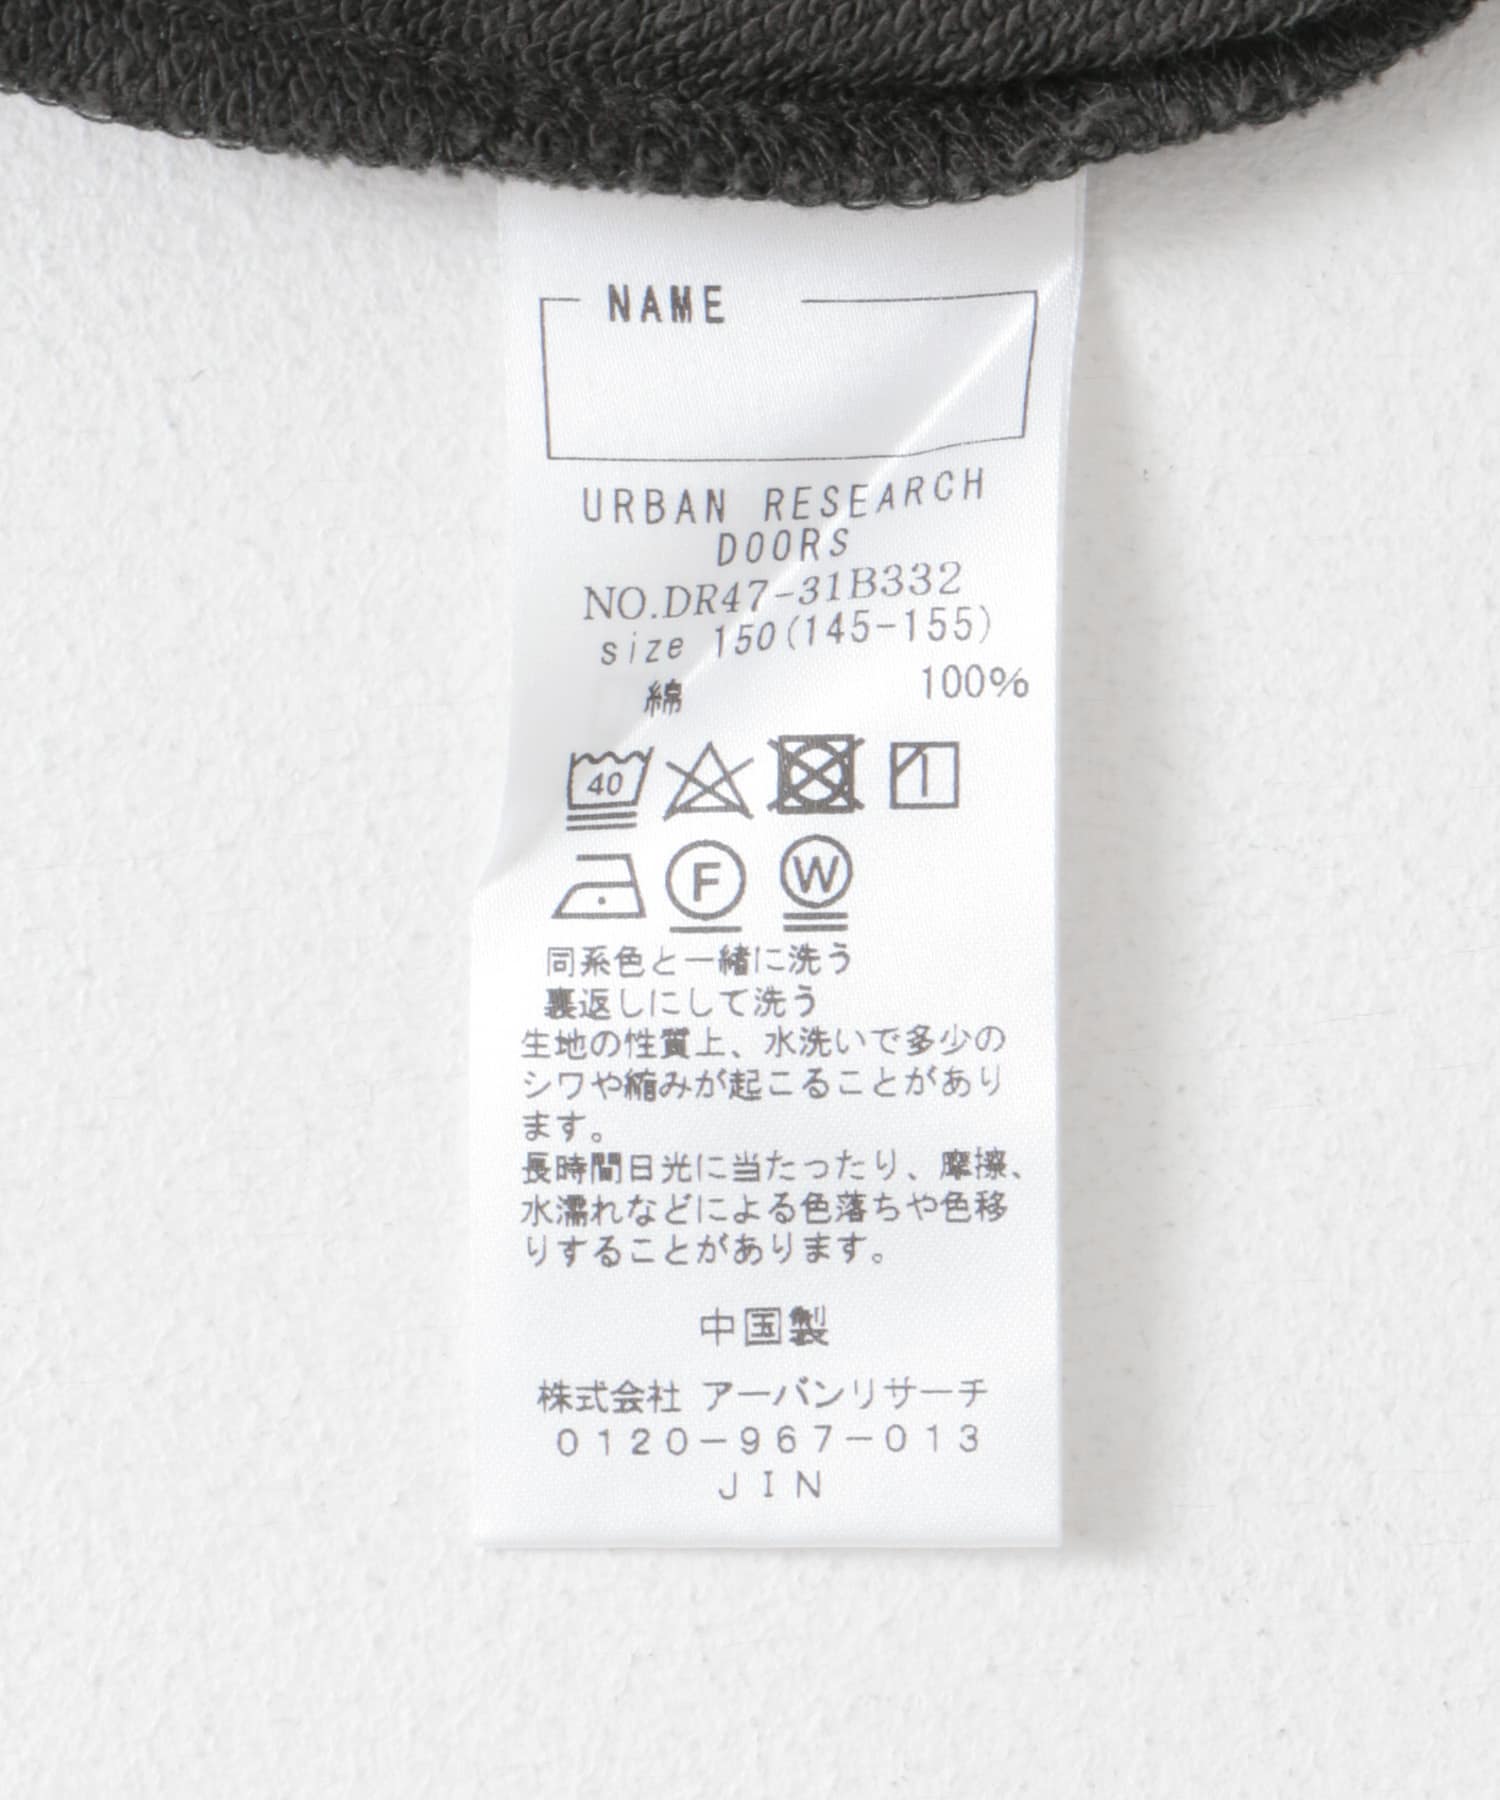 NAME
URBAN RESEARCH
DOORS
NO.DR47-31B332
size 150(145-155)
綿 100%
40
F W
同系色と一緒に洗う
裏返しにして洗う
生地の性質上、水洗いで多少の
シワや縮みが起こることがあり
ます。
長時間日光に当たったり、摩擦、
水濡れなどによる色落ちや色移
りすることがあります。
中国製
株式会社 アーバンリサーチ
0120-967-013
JIN